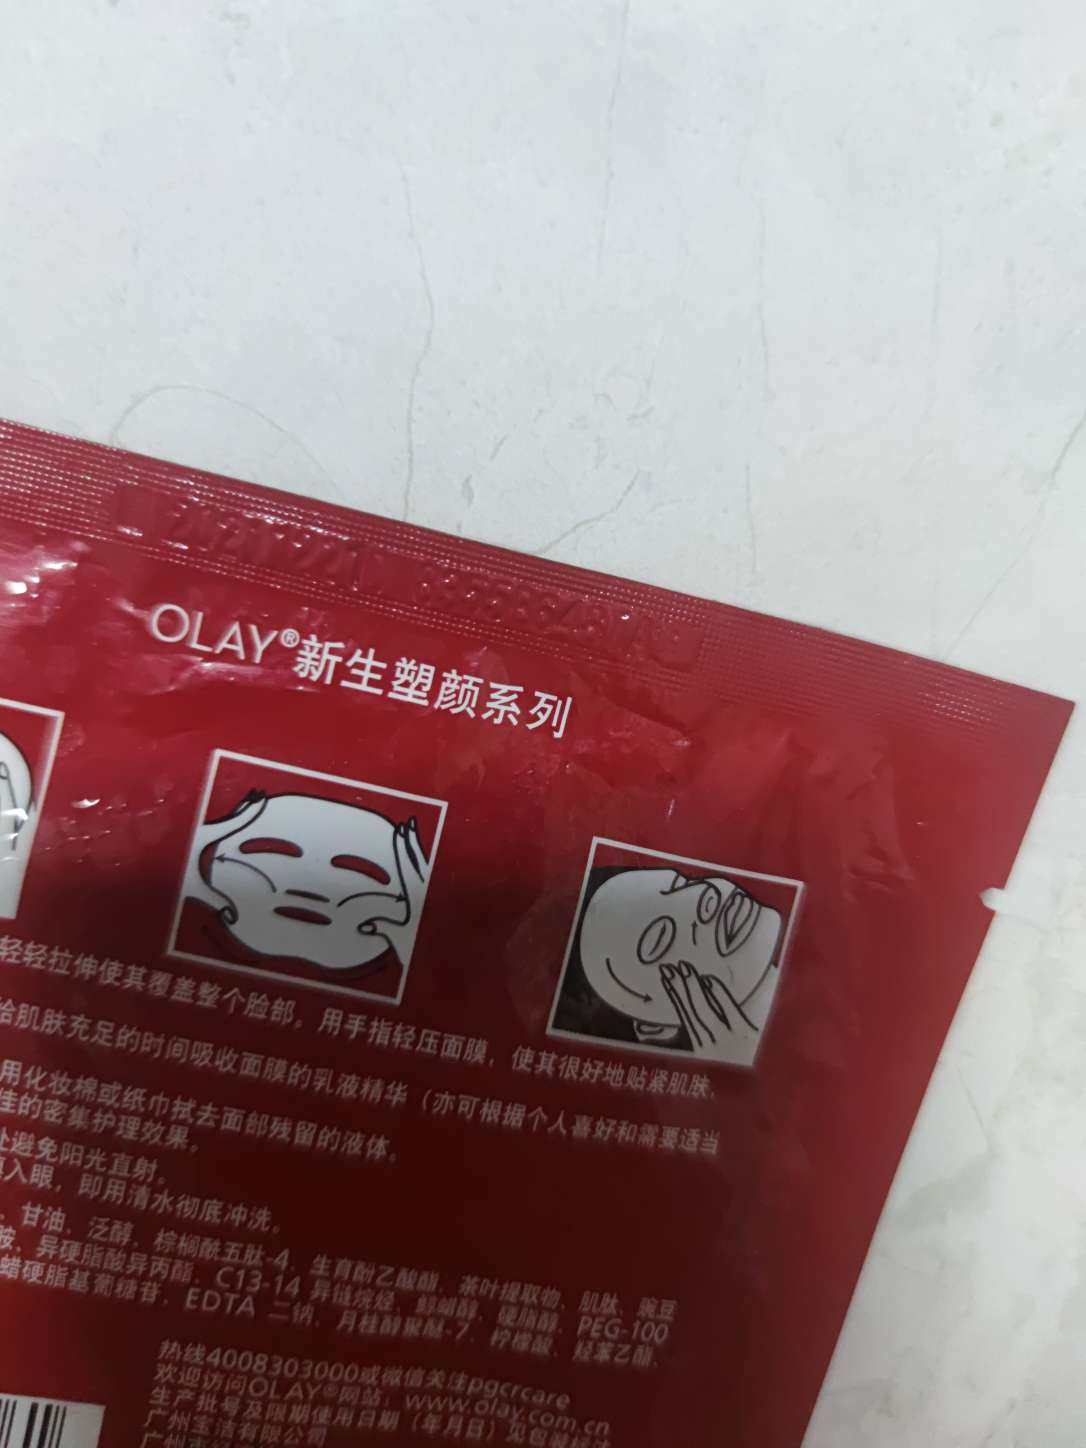 OLAY®新生塑颜系列
轻轻拉伸使其覆盖整个脸部。用手指轻压面膜，使其很好地贴紧肌肤.
给肌肤充足的时间吸收面膜的乳液精华（亦可根据个人喜好和需要适当
用化妆棉或纸巾拭去面部残留的液体。
佳的密集护理效果。
处避免阳光直射。
入眼，即用清水彻底冲洗。
、甘油、泛醇、棕榈酰五肽-4、生育酚乙酸酯、茶叶提取物、肌肽、豌豆
胺、异硬脂酸异丙酯、C13-14 异链烷烃、鲸蜡醇、硬脂醇、PEG-100
蜡硬脂基葡糖苷、EDTA 二钠、月桂醇聚醚-7、柠檬酸、羟苯乙酯、
热线4008303000或微信关注pgcrcare
欢迎访问OLAY®网站：www.olay.com.cn
生产批号及限期使用日期（年月日）见包装
广州宝洁有限公司